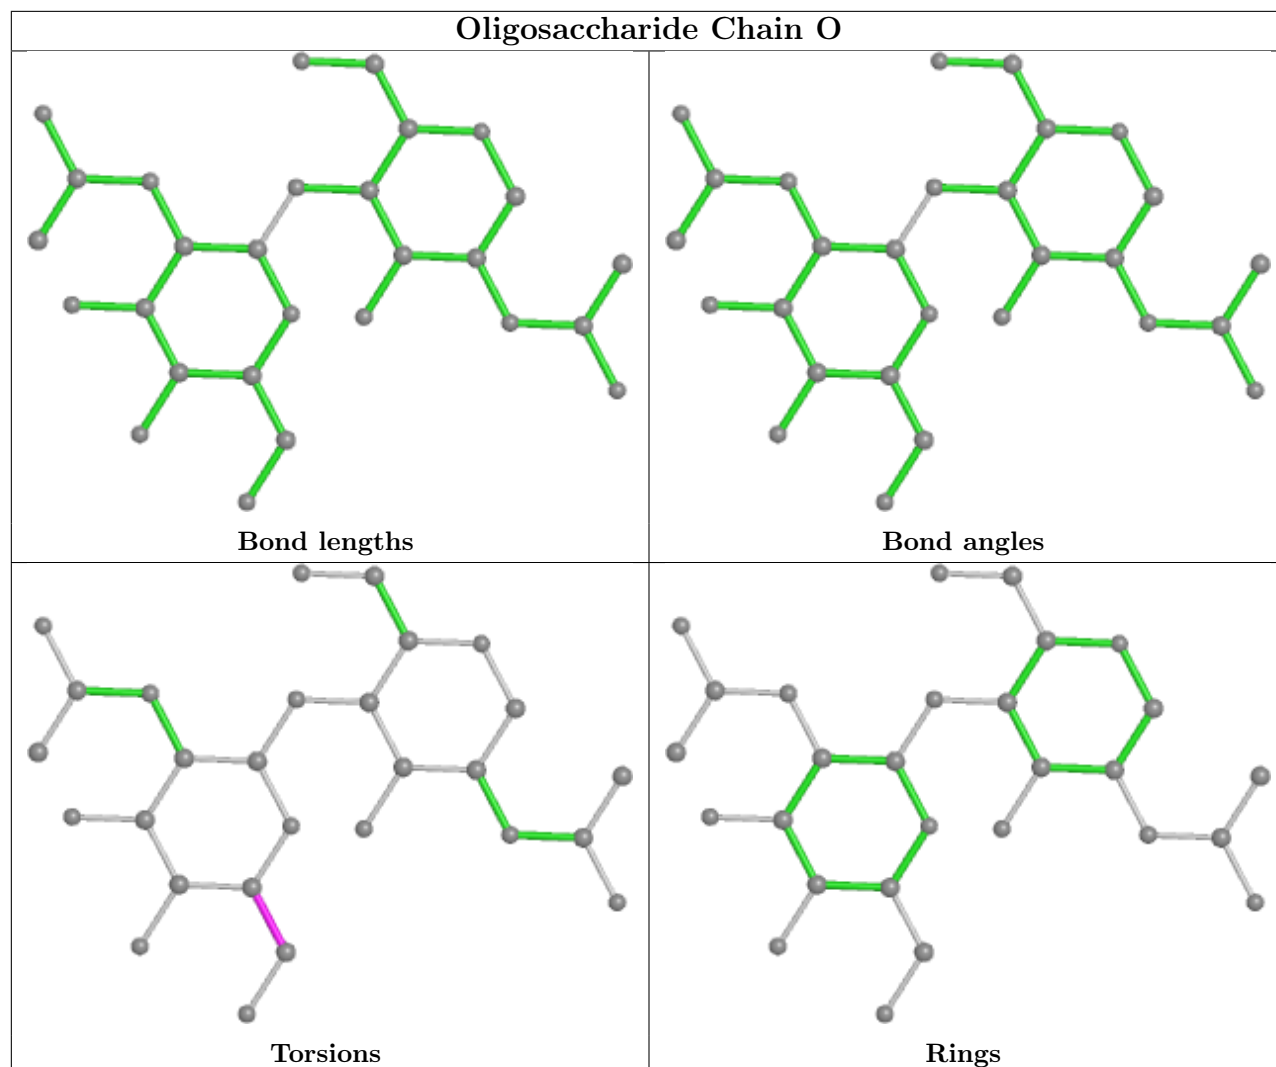 Oligosaccharide Chain O
Bond lengths
Bond angles
Torsions
Rings